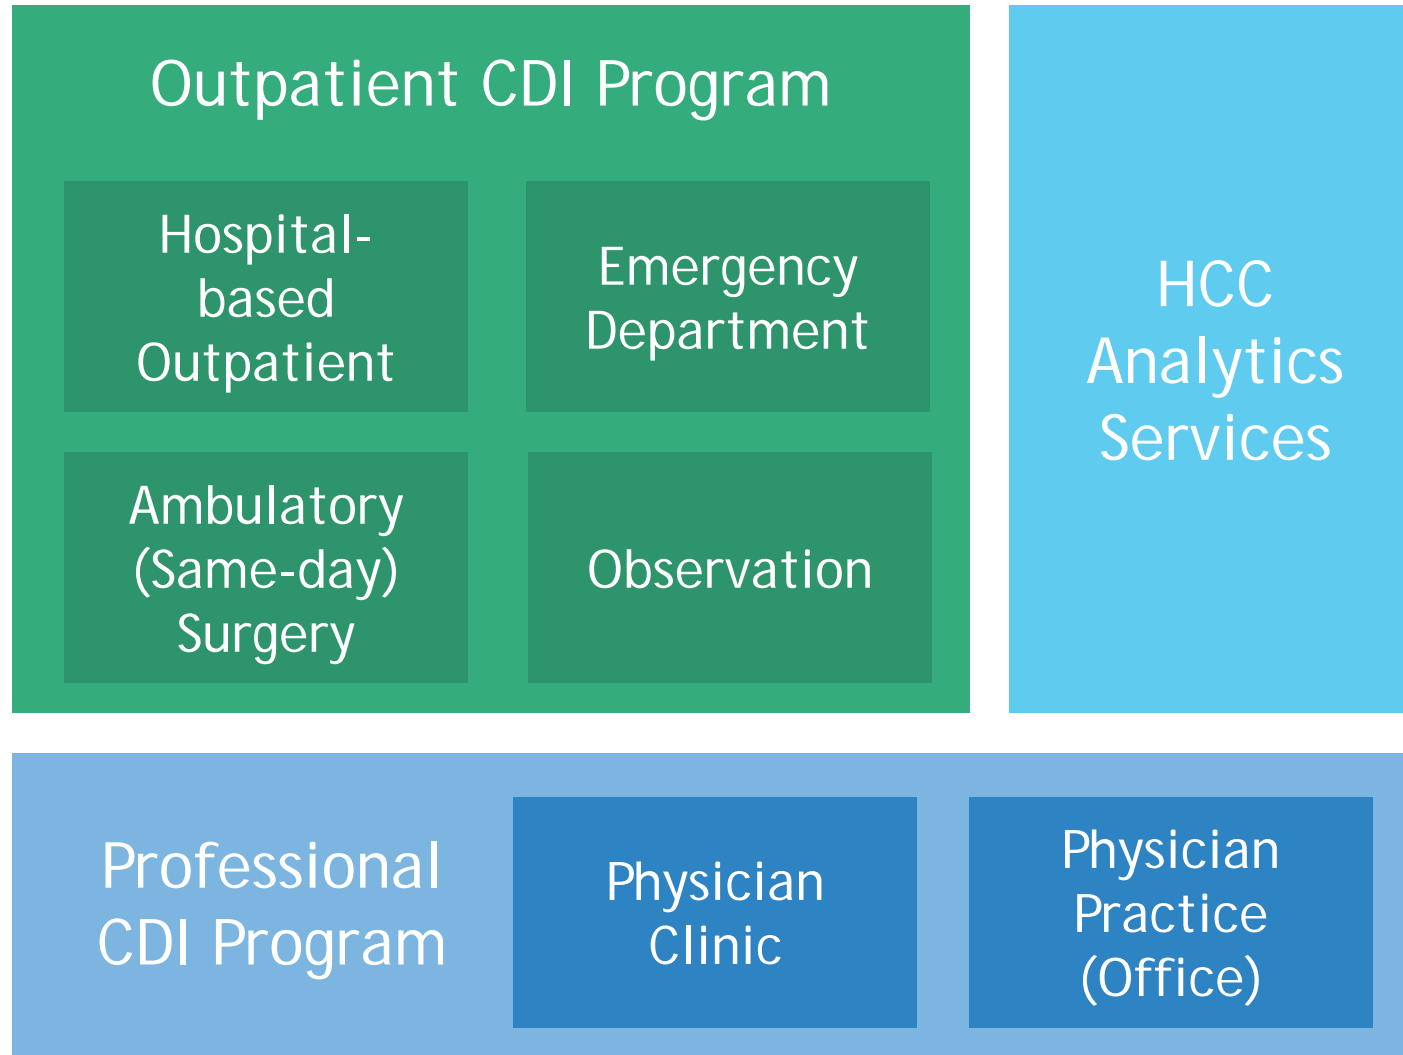 Outpatient CDI Program
Hospital-
based
Outpatient
Emergency
Department
Ambulatory
(Same-day)
Surgery
Observation
HCC
Analytics
Services
Professional
CDI Program
Physician
Clinic
Physician
Practice
(Office)